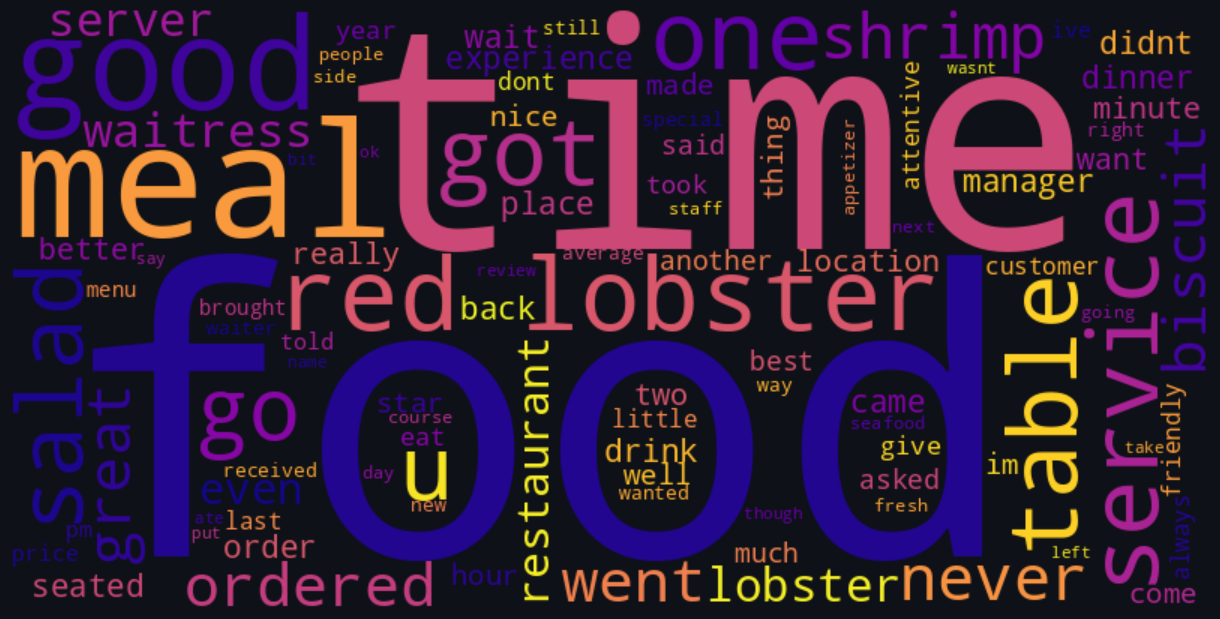 server
good
year
people
side
wait
still
experience
one
shrimp
ive
didnt
dinner
dont
made
wasnt
time
nice
special
minute
waitress
right
meal
bit
ok
got
said
thing
appetizer
attentive
want
took
manager
place
staff
biscuit
next
better
say
really
average
another
location
customer
service
menu
review
red lobster
brought
back
going
waiter
told
name
salad
food
great
go
star
course
eat
u
new
day
restaurant
two
little
drink
well
wanted
best
way
came
seafood
give
asked
fresh
im
table
friendly
take
received
even
ate
last
put
order
pm
price
though
much
left
always
seated
ordered
hour
went
lobster
never
come